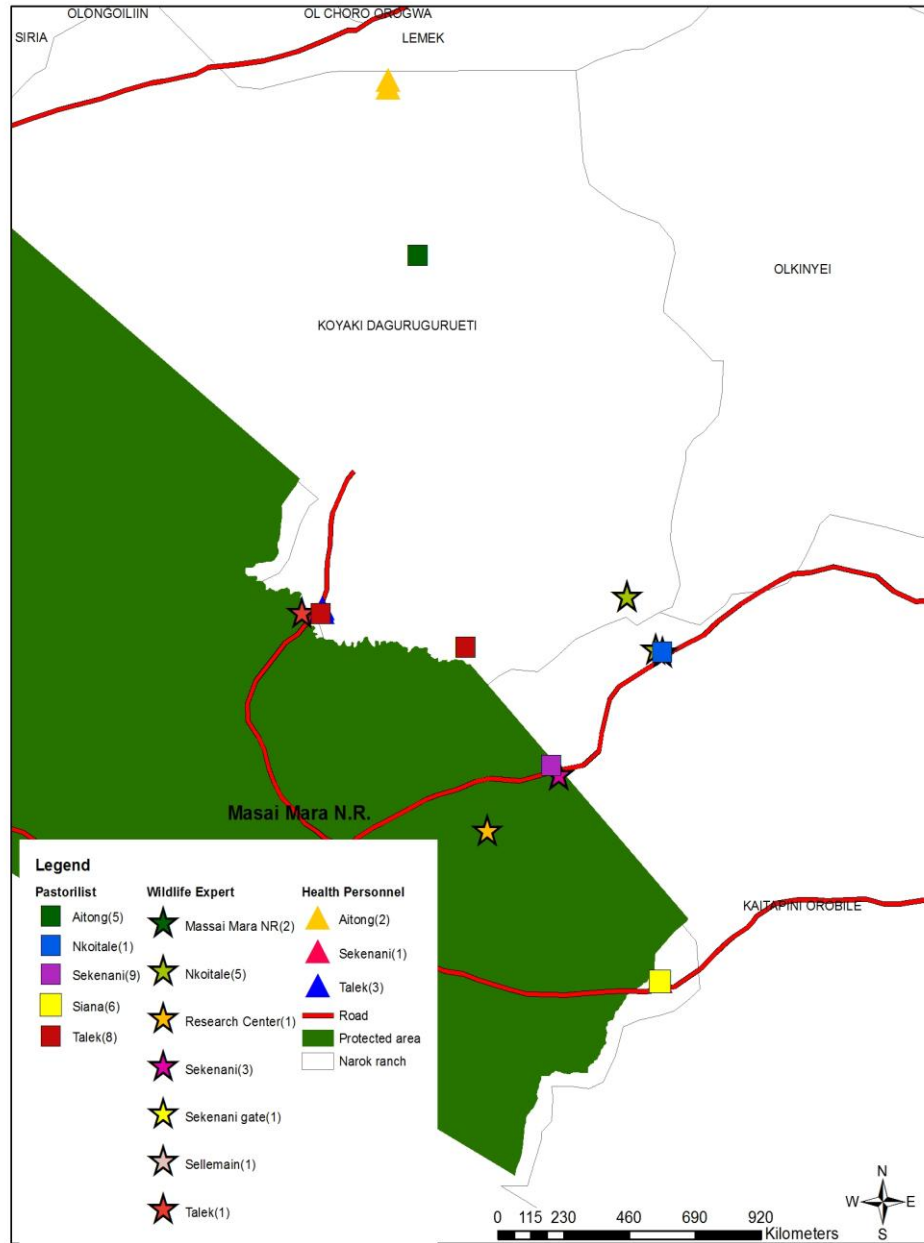 OLONGOILIIN
OL CHORO OROGWA
SIRIA
LEMEK
OLKINYEI
KOYAKI DAGURUGURUETI
Masai Mara N.R.
KAITAPINI OROBILE
Legend
Pastorilist
Aitong(5)
Nkoitale(1)
Sekenani(9)
Siana(6)
Talek(8)
Wildlife Expert
Massai Mara NR(2)
Nkoitale(5)
Research Center(1)
Sekenani(3)
Sekenani gate(1)
Sellemain(1)
Talek(1)
Health Personnel
Aitong(2)
Sekenani(1)
Talek(3)
Road
Protected area
Narok ranch
N
W E
S
0 115 230 460 690 920
Kilometers